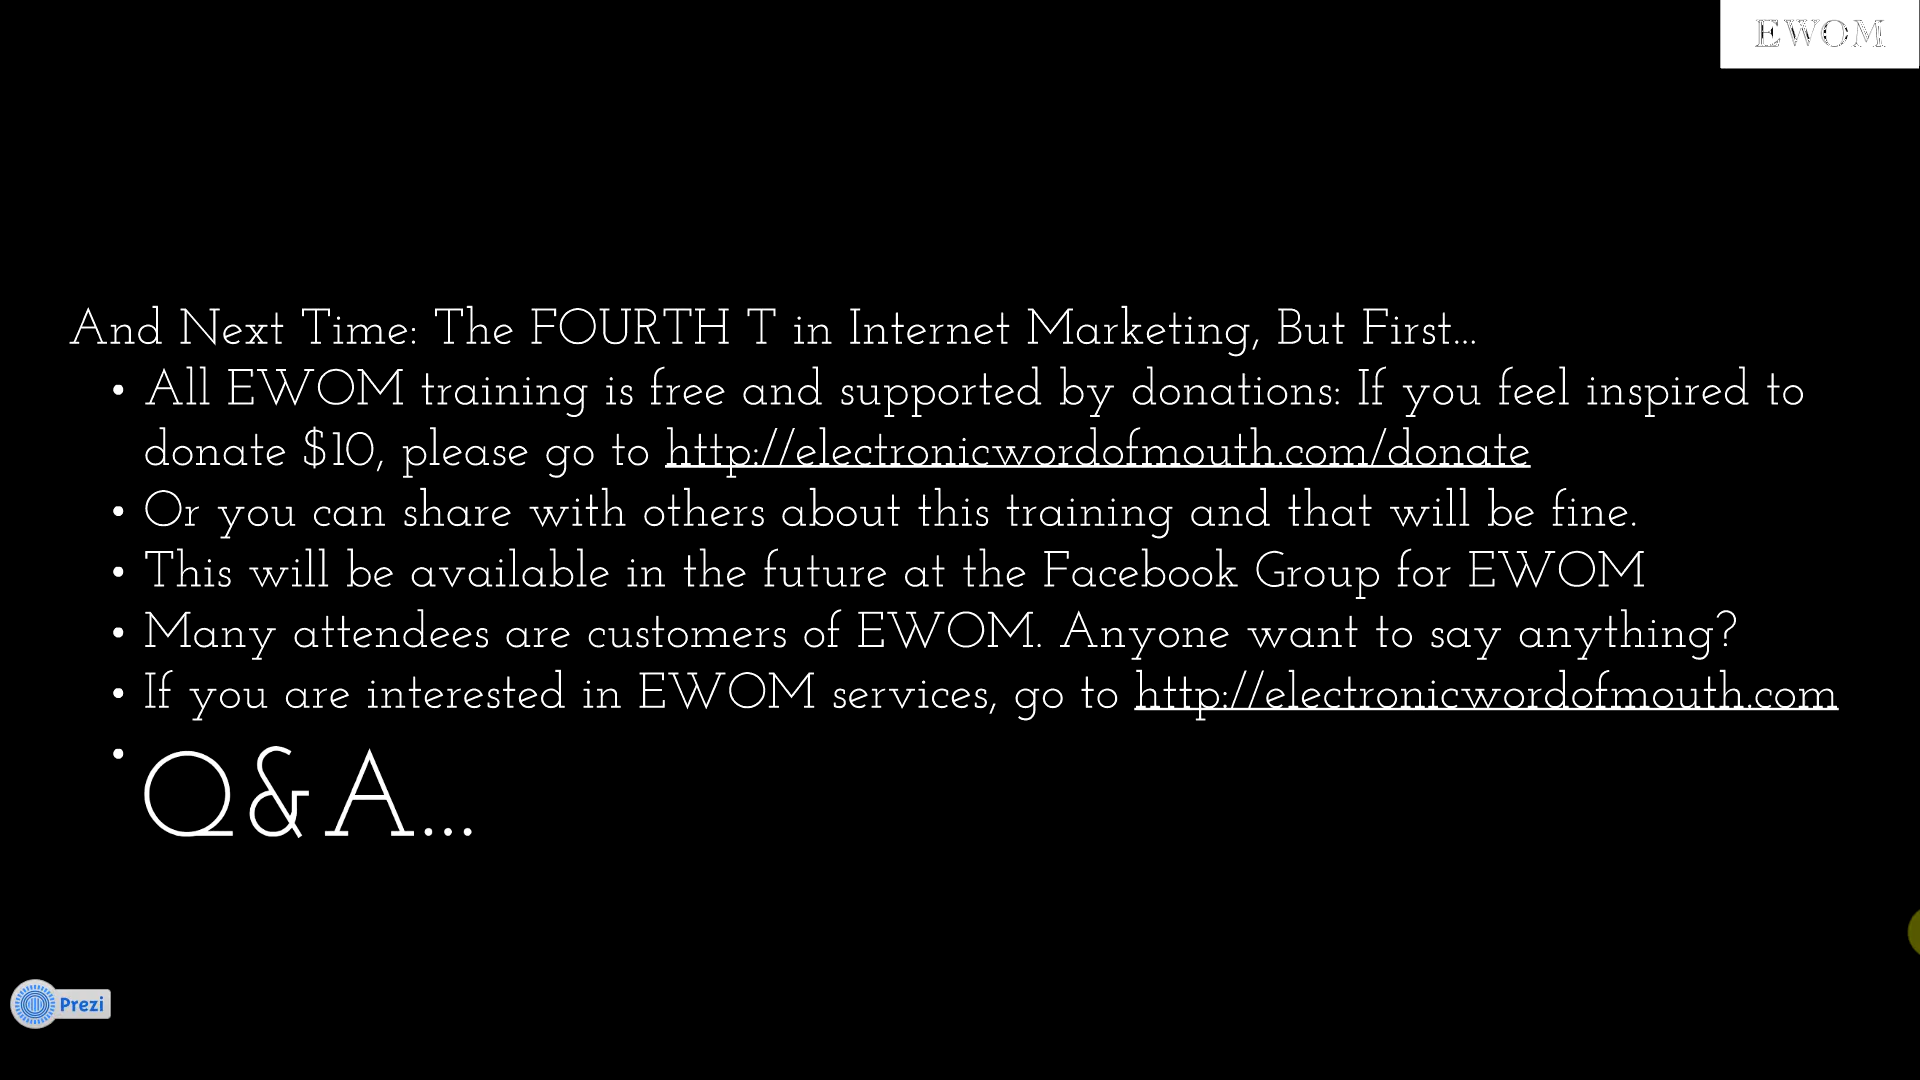 EWOM
And Next Time: The FOURTH T in Internet Marketing, But First...
• All EWOM training is free and supported by donations: If you feel inspired to
donate $10, please go to http://electronicwordofmouth.com/donate
• Or you can share with others about this training and that will be fine.
• This will be available in the future at the Facebook Group for EWOM
• Many attendees are customers of EWOM. Anyone want to say anything?
• If you are interested in EWOM services, go to http://electronicwordofmouth.com
• Q&A...
Prezi